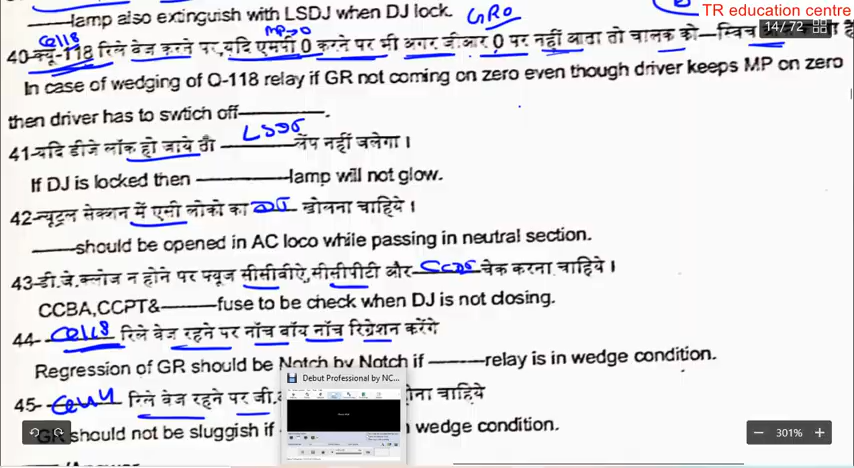 TR education centre
14/72
———lamp also extinguish with LSDJ when DJ lock.
GR0
MP→0
40-क्यू-118 रिले वेज करने पर, यदि एमपी 0 करने पर भी अगर जी.आर 0 पर नहीं आता तो चालक को—स्विच
In case of wedging of Q-118 relay if GR not coming on zero even though driver keeps MP on zero
then driver has to swtich off————.
LSDJ
41-यदि डीजे लॉक हो जाये तो ————लेंप नहीं जलेगा।
If DJ is locked then ————lamp will not glow.
42-न्यूट्रल सेक्शन में एसी लोको का DJ खोलना चाहिये।
———should be opened in AC loco while passing in neutral section.
43-डी.जे.क्लोज न होने पर फ्यूज सीसीबीऐ, सीसीपीटी और CCDJ चेक करना चाहिये।
CCBA,CCPT&———fuse to be check when DJ is not closing.
44- Q118 रिले वेज रहने पर नॉच बॉय नॉच रिग्रेशन करेंगे
Regression of GR should be Notch by Notch if ———relay is in wedge condition.
45- Q44 रिले वेज रहने पर जी. होना चाहिये
GR should not be sluggish if n wedge condition.
Debut Professional by NC...
301%